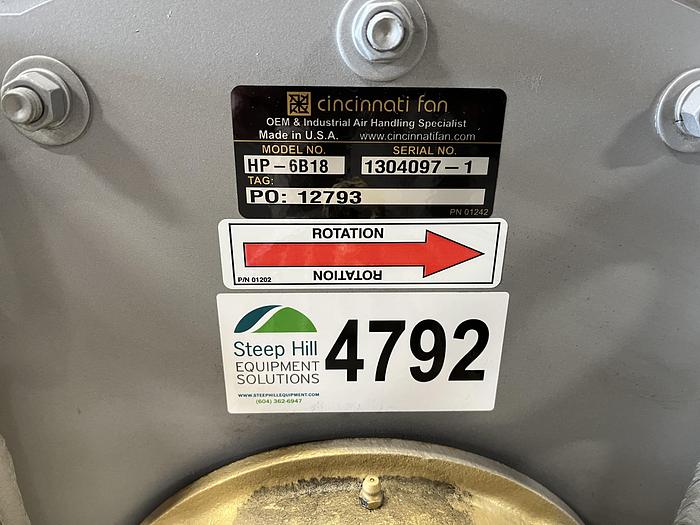 cincinnati fan
OEM & Industrial Air Handling Specialist
Made in U.S.A. www.cincinnatifan.com
MODEL NO. SERIAL NO.
HP-6B18 1304097-1
TAG:
PO: 12793
PN 01242
ROTATION
ROTATION
P/N 01202
Steep Hill
EQUIPMENT
SOLUTIONS
4792
WWW.STEEPHILLEQUIPMENT.COM
(604) 362-6947